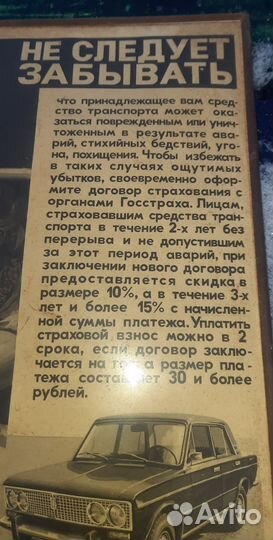 НЕ СЛЕДУЕТ
ЗАБЫВАТЬ
что принадлежащее вам сред-
ство транспорта может ока-
заться поврежденным или унич-
тоженным в результате ава-
рий, стихийных бедствий, уго-
на, похищения. Чтобы избежать
в таких случаях ощутимых
убытков, своевременно офор-
мите договор страхования с
органами Госстраха. Лицам,
страховавшим средства тран-
спорта в течение 2-х лет без
перерыва и не допустившим
за этот период аварий, при
заключении нового договора
предоставляется скидка в
размере 10%, а в течение 3-х
лет и более 15% с начислен-
ной суммы платежа. Уплатить
страховой взнос можно в 2
срока, если договор заклю-
чается на год а размер пла-
тежа составляет 30 и более
рублей.
Avito